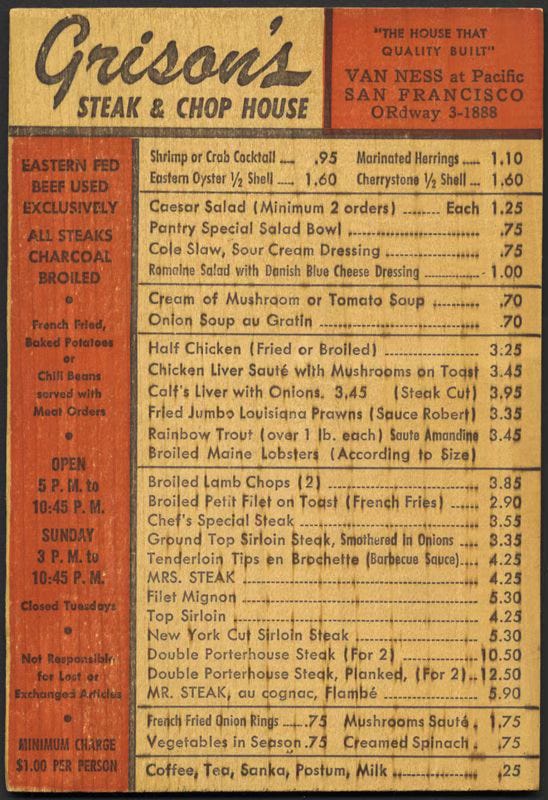 Grison's
STEAK & CHOP HOUSE
"THE HOUSE THAT
QUALITY BUILT"
VAN NESS at Pacific
SAN FRANCISCO
ORdway 3-1888
EASTERN FED
BEEF USED
EXCLUSIVELY
ALL STEAKS
CHARCOAL
BROILED
French Fried,
Baked Potatoes
or
Chili Beans
served with
Meat Orders
OPEN
5 P. M. to
10:45 P. M.
SUNDAY
3 P. M. to
10:45 P. M.
Closed Tuesdays
Not Responsible
for Lost or
Exchanged Articles
MINIMUM CHARGE
$1.00 PER PERSON
Shrimp or Crab Cocktail .... .95 Marinated Herrings ..... 1.10
Eastern Oyster ½ Shell .... 1.60 Cherrystone ½ Shell ... 1.60
Caesar Salad (Minimum 2 orders) ........ Each 1.25
Pantry Special Salad Bowl ........ .75
Cole Slaw, Sour Cream Dressing ........ .75
Romaine Salad with Danish Blue Cheese Dressing ........ 1.00
Cream of Mushroom or Tomato Soup ........ .70
Onion Soup au Gratin ........ .70
Half Chicken (Fried or Broiled) ........ 3.25
Chicken Liver Sauté with Mushrooms on Toast 3.45
Calf's Liver with Onions. 3.45 (Steak Cut) 3.95
Fried Jumbo Louisiana Prawns (Sauce Robert) 3.35
Rainbow Trout (over 1 lb. each) Saute Amandine 3.45
Broiled Maine Lobsters (According to Size)
Broiled Lamb Chops (2) ........ 3.85
Broiled Petit Filet on Toast (French Fries) ...... 2.90
Chef's Special Steak ........ 3.55
Ground Top Sirloin Steak, Smothered In Onions .... 3.35
Tenderloin Tips en Brochette (Barbecue Sauce).... 4.25
MRS. STEAK ........ 4.25
Filet Mignon ........ 5.30
Top Sirloin ........ 4.25
New York Cut Sirloin Steak ........ 5.30
Double Porterhouse Steak (For 2) ........ 10.50
Double Porterhouse Steak, Planked, (For 2).. 12.50
MR. STEAK, au cognac, Flambé ........ 5.90
French Fried Onion Rings ..... .75 Mushrooms Sauté . 1.75
Vegetables in Season .75 Creamed Spinach . .75
Coffee, Tea, Sanka, Postum, Milk ........ .25